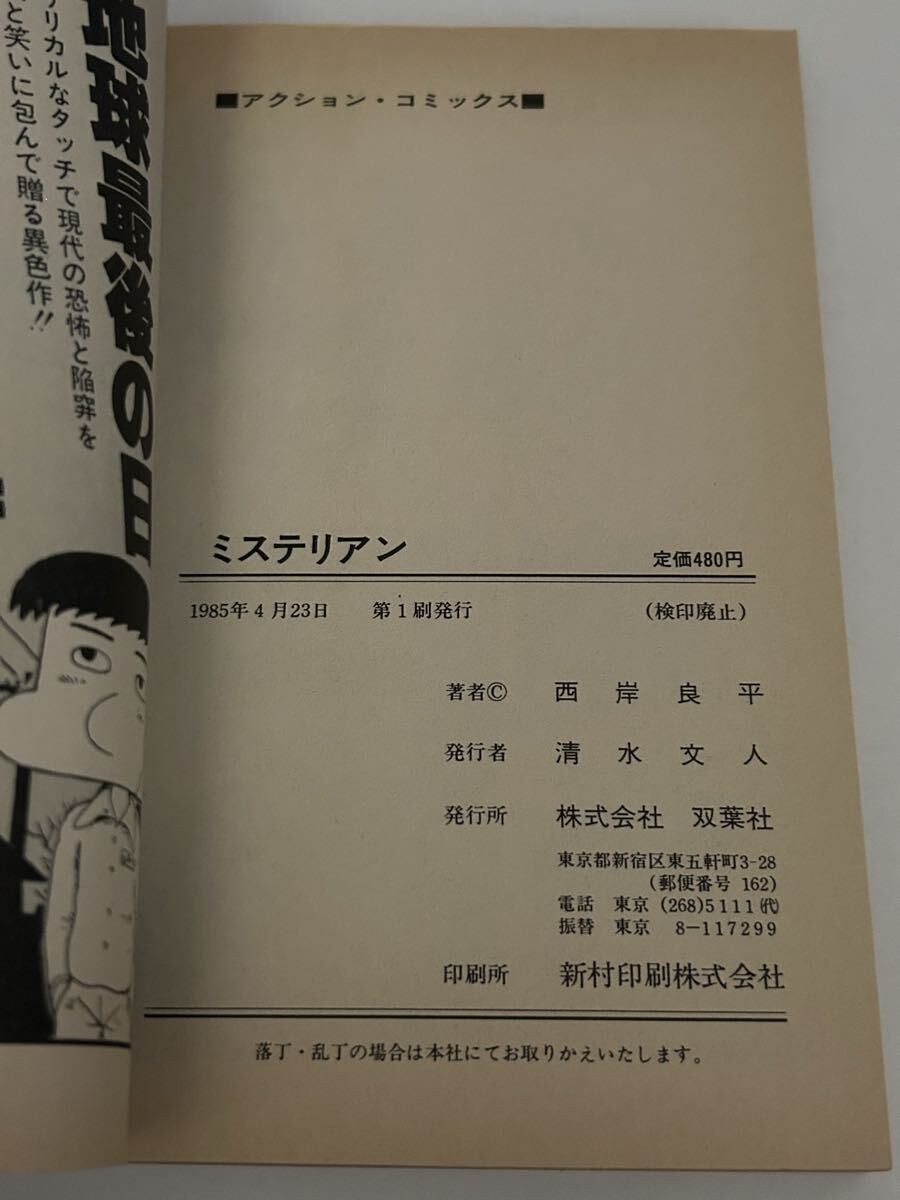 ■アクション・コミックス■
ミステリアン
定価480円
1985年4月23日 第1刷発行 (検印廃止)
著者© 西岸良平
発行者 清水文人
発行所 株式会社 双葉社
東京都新宿区東五軒町3-28
(郵便番号 162)
電話 東京 (268)5111㈹
振替 東京 8-117299
印刷所 新村印刷株式会社
落丁・乱丁の場合は本社にてお取りかえいたします。
地球最後の日
リカルなタッチで現代の恐怖と陥穽を
と笑いに包んで贈る異色作!!